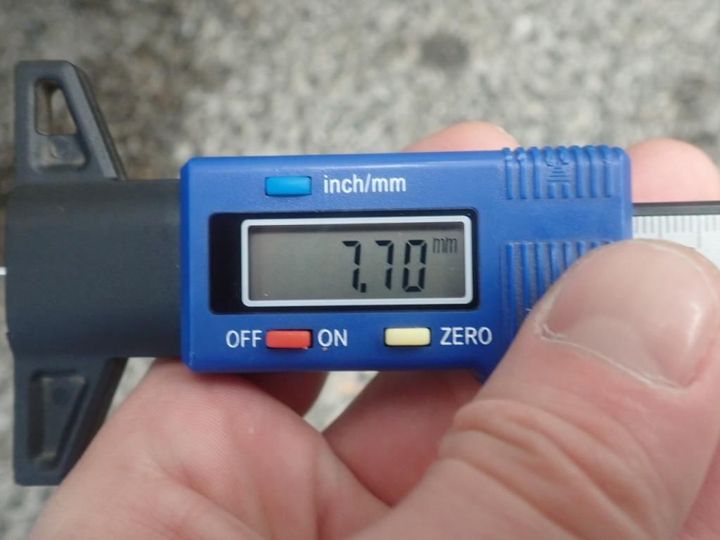 inch/mm
7.70 mm
OFF ON ZERO